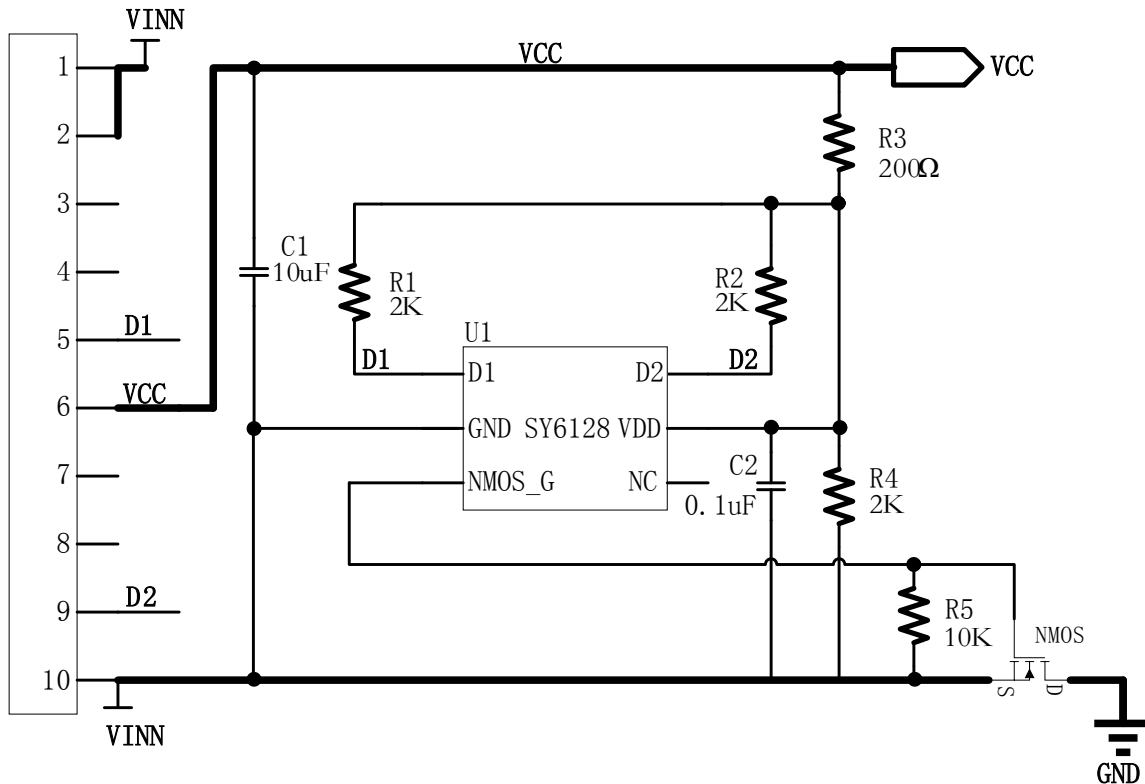 VINN
1
2
3
4
5
6
7
8
9
10
D1
VCC
D2
VINN
VCC
VCC
R3
200Ω
C1
10uF
R1
2K
R2
2K
U1
D1
D2
D1
D2
GND
SY6128
VDD
NMOS_G
NC
C2
0.1uF
R4
2K
R5
10K
NMOS
S
D
GND